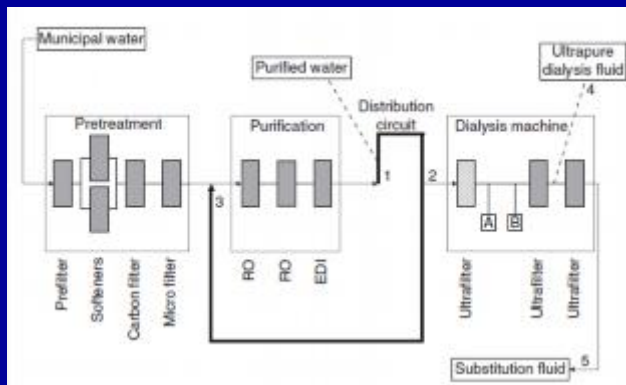 Municipal water
Purified water
Ultrapure
dialysis fluid
4
Pretreatment
Purification
Distribution
circuit
Dialysis machine
1
2
3
A
B
Prefilter
Softeners
Carbon filter
Micro filter
RO
RO
EDI
Ultrafilter
Ultrafilter
Ultrafilter
5
Substitution fluid